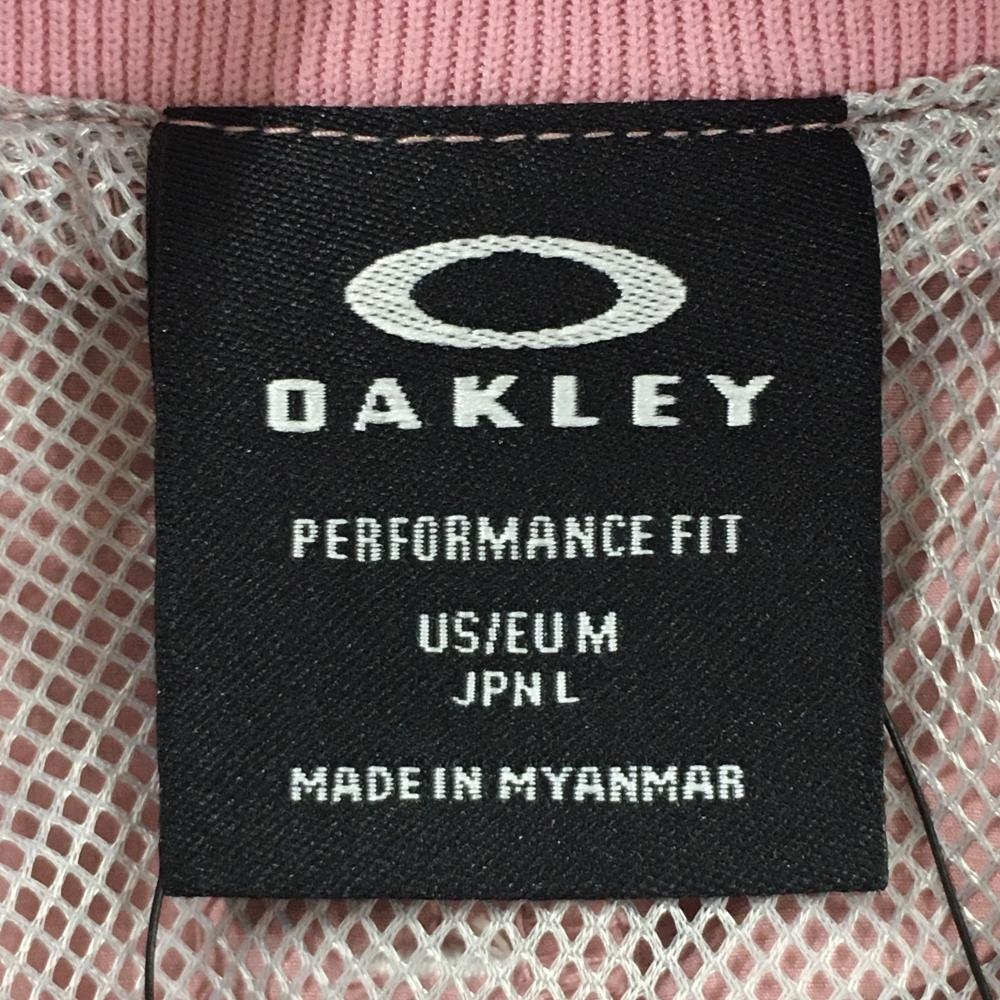 OAKLEY
PERFORMANCE FIT
US/EU M
JPN L
MADE IN MYANMAR